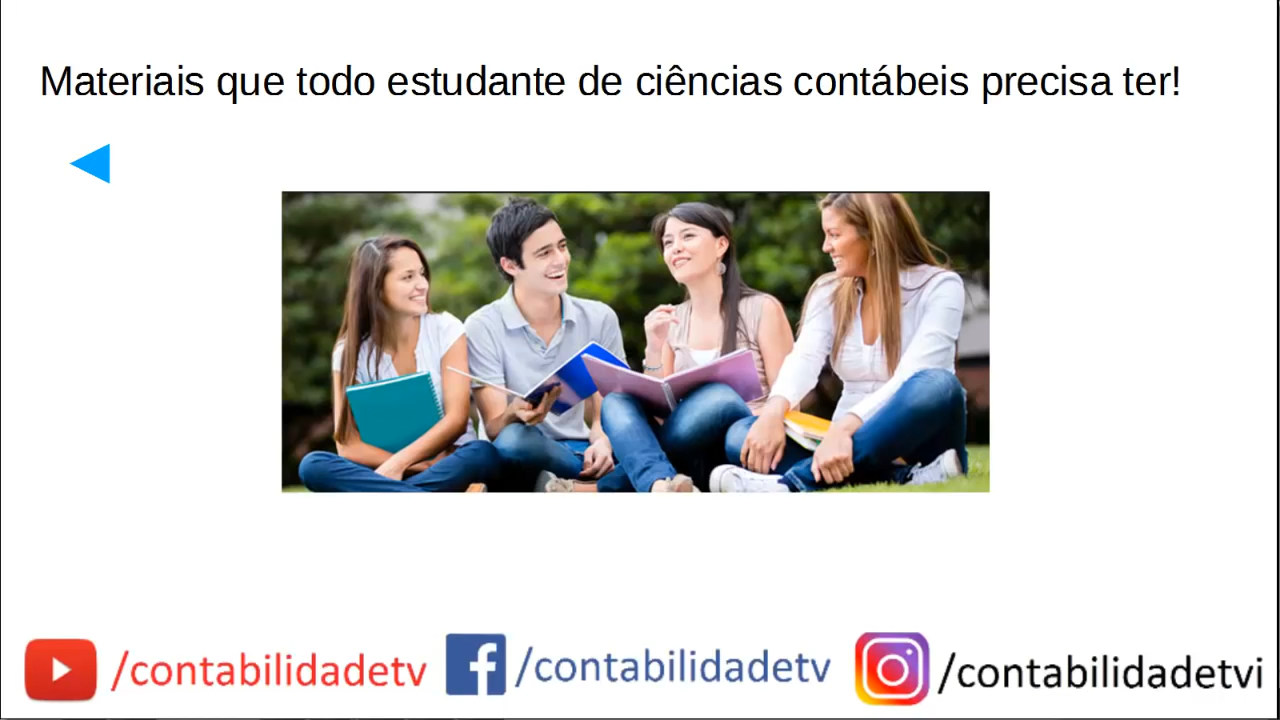 Materiais que todo estudante de ciências contábeis precisa ter!
/contabilidadetv /contabilidadetv /contabilidadetvi